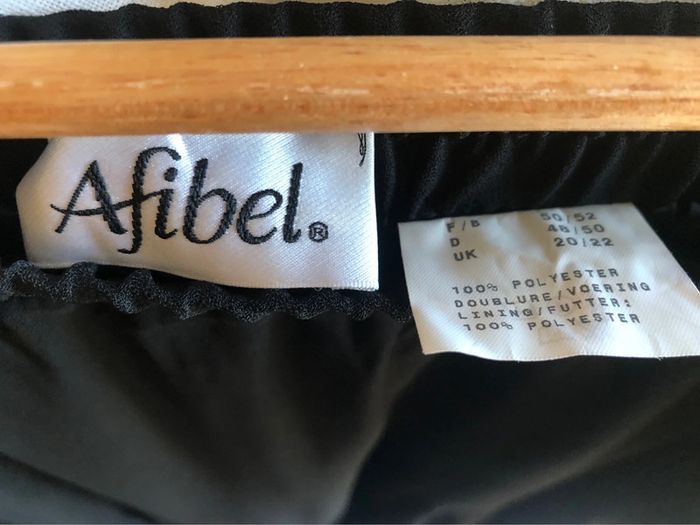 Afibel®
F/B 50/52
D 48/50
UK 20/22
100% POLYESTER
DOUBLURE/VOERING
LINING/FUTTER:
100% POLYESTER